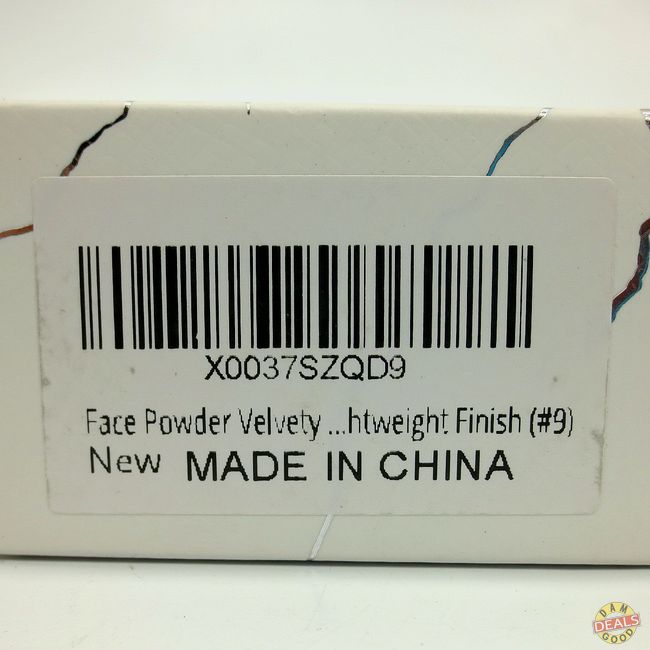 X0037SZQD9
Face Powder Velvety ...htweight Finish (#9)
New MADE IN CHINA
DAM
DEALS
GOOD